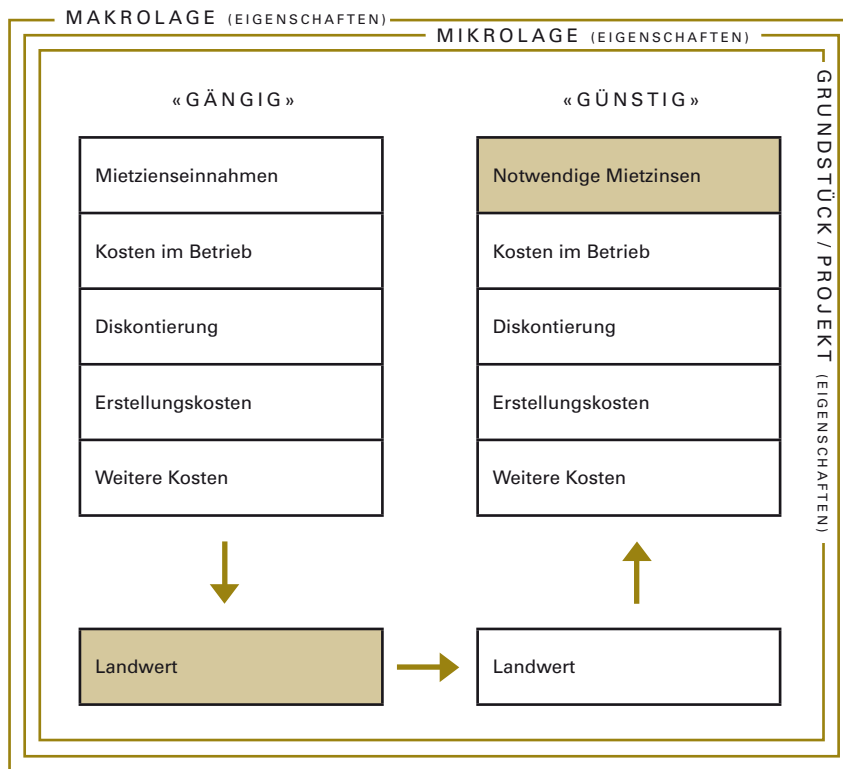 MAKROLAGE (EIGENSCHAFTEN)
MIKROLAGE (EIGENSCHAFTEN)
GRUNDSTÜCK / PROJEKT (EIGENSCHAFTEN)
«GÄNGIG»
Mietzienseinnahmen
Kosten im Betrieb
Diskontierung
Erstellungskosten
Weitere Kosten
Landwert
«GÜNSTIG»
Notwendige Mietzinsen
Kosten im Betrieb
Diskontierung
Erstellungskosten
Weitere Kosten
Landwert